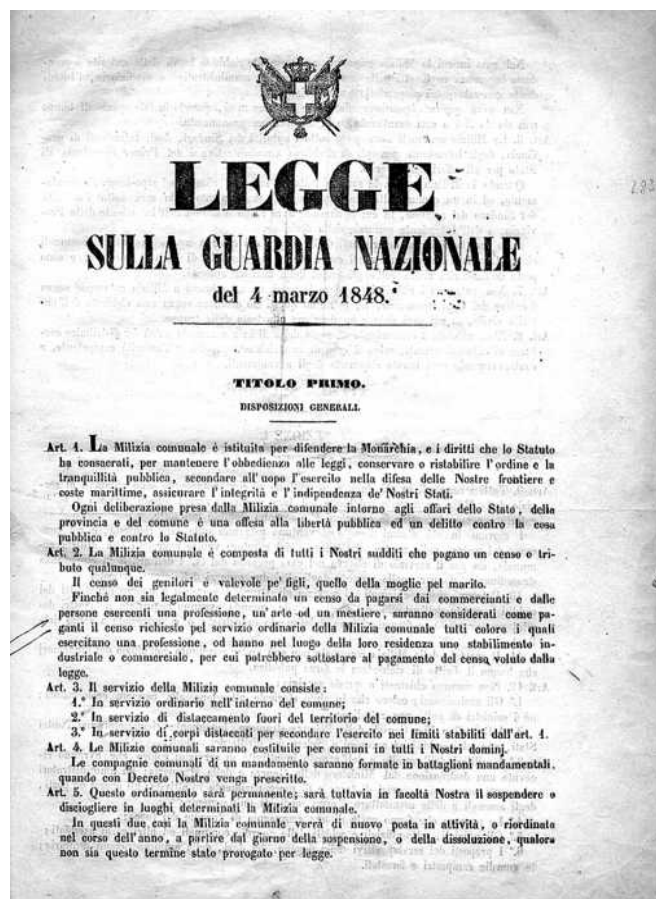 LEGGE
SULLA GUARDIA NAZIONALE
del 4 marzo 1848.
283
TITOLO PRIMO.
DISPOSIZIONI GENERALI.
Art. 1. La Milizia comunale è istituita per difendere la Monarchia, e i diritti che lo Statuto
ha consacrati, per mantenere l'obbedienza alle leggi, conservare o ristabilire l'ordine e la
tranquillità pubblica, secondare all'uopo l'esercito nella difesa delle Nostre frontiere e
coste marittime, assicurare l'integrità e l'indipendenza de' Nostri Stati.
Ogni deliberazione presa dalla Milizia comunale intorno agli affari dello Stato, della
provincia e del comune è una offesa alla libertà pubblica ed un delitto contro la cosa
pubblica e contro lo Statuto.
Art. 2. La Milizia comunale è composta di tutti i Nostri sudditi che pagano un censo o tri-
buto qualunque.
Il censo dei genitori è valevole pe' figli, quello della moglie pel marito.
Finchè non sia legalmente determinato un censo da pagarsi dai commercianti e dalle
persone esercenti una professione, un'arte od un mestiere, saranno considerati come pa-
ganti il censo richiesto pel servizio ordinario della Milizia comunale tutti coloro i quali
esercitano una professione, od hanno nel luogo della loro residenza uno stabilimento in-
dustriale o commerciale, per cui potrebbero sottostare al pagamento del censo voluto dalla
legge.
Art. 3. Il servizio della Milizia comunale consiste:
1.° In servizio ordinario nell'interno del comune;
2.° In servizio di distaccamento fuori del territorio del comune;
3.° In servizio di corpi distaccati per secondare l'esercito nei limiti stabiliti dall'art. 1.
Art. 4. Le Milizie comunali saranno costituite per comuni in tutti i Nostri dominj.
Le compagnie comunali di un mandamento saranno formate in battaglioni mandamentali,
quando con Decreto Nostro venga prescritto.
Art. 5. Questo ordinamento sarà permanente; sarà tuttavia in facoltà Nostra il sospendere o
disciogliere in luoghi determinati la Milizia comunale.
In questi due casi la Milizia comunale verrà di nuovo posta in attività, o riordinata
nel corso dell'anno, a partire dal giorno della sospensione, o della dissoluzione, qualora
non sia questo termine stato prorogato per legge.